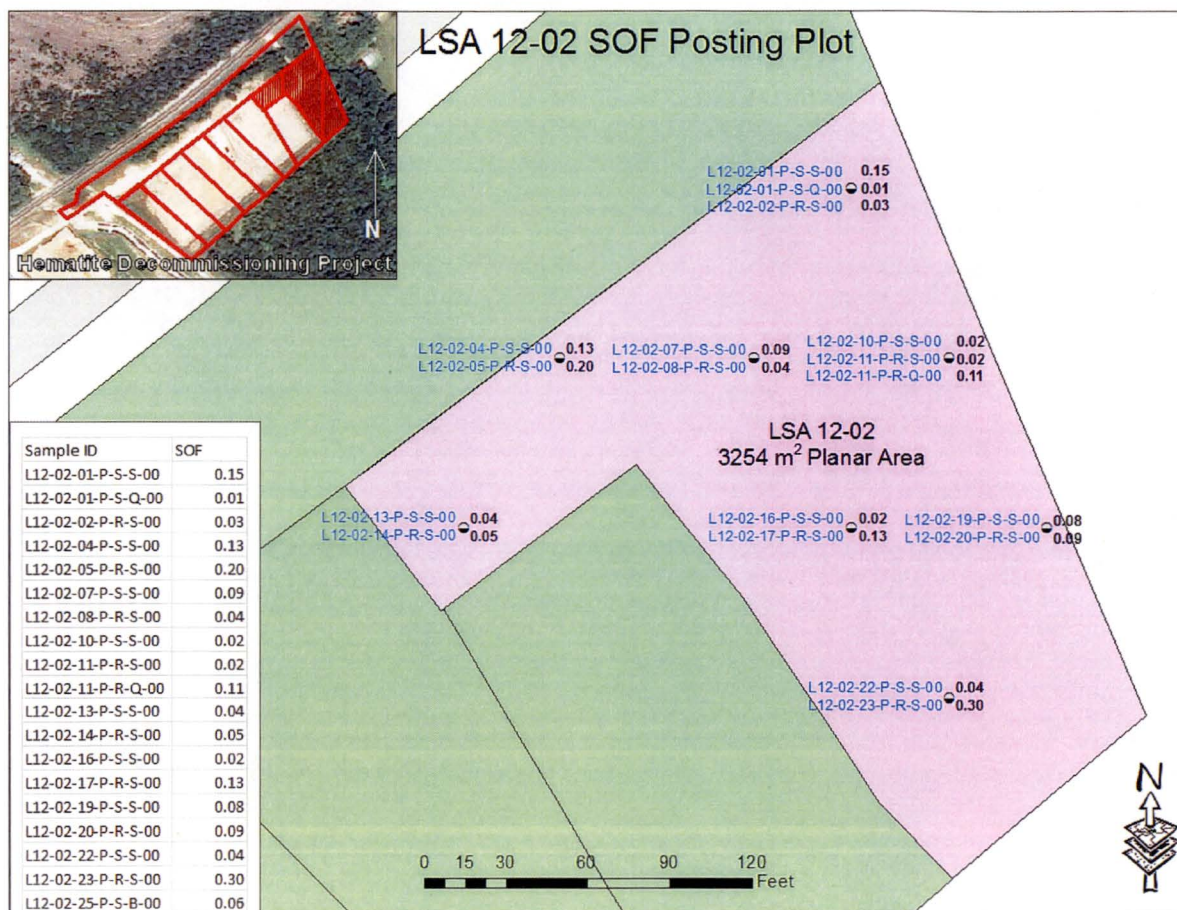 LSA 12-02 SOF Posting Plot
N
Hematite Decommissioning Project
L12-02-01-P-S-S-00 0.15
L12-02-01-P-S-Q-00 0.01
L12-02-02-P-R-S-00 0.03
L12-02-04-P-S-S-00 0.13
L12-02-05-P-R-S-00 0.20
L12-02-07-P-S-S-00 0.09
L12-02-08-P-R-S-00 0.04
L12-02-10-P-S-S-00 0.02
L12-02-11-P-R-S-00 0.02
L12-02-11-P-R-Q-00 0.11
LSA 12-02
3254 m² Planar Area
L12-02-13-P-S-S-00 0.04
L12-02-14-P-R-S-00 0.05
L12-02-16-P-S-S-00 0.02
L12-02-17-P-R-S-00 0.13
L12-02-19-P-S-S-00 0.08
L12-02-20-P-R-S-00 0.09
L12-02-22-P-S-S-00 0.04
L12-02-23-P-R-S-00 0.30
Sample ID SOF
L12-02-01-P-S-S-00 0.15
L12-02-01-P-S-Q-00 0.01
L12-02-02-P-R-S-00 0.03
L12-02-04-P-S-S-00 0.13
L12-02-05-P-R-S-00 0.20
L12-02-07-P-S-S-00 0.09
L12-02-08-P-R-S-00 0.04
L12-02-10-P-S-S-00 0.02
L12-02-11-P-R-S-00 0.02
L12-02-11-P-R-Q-00 0.11
L12-02-13-P-S-S-00 0.04
L12-02-14-P-R-S-00 0.05
L12-02-16-P-S-S-00 0.02
L12-02-17-P-R-S-00 0.13
L12-02-19-P-S-S-00 0.08
L12-02-20-P-R-S-00 0.09
L12-02-22-P-S-S-00 0.04
L12-02-23-P-R-S-00 0.30
L12-02-25-P-S-B-00 0.06
0 15 30 60 90 120
Feet
N